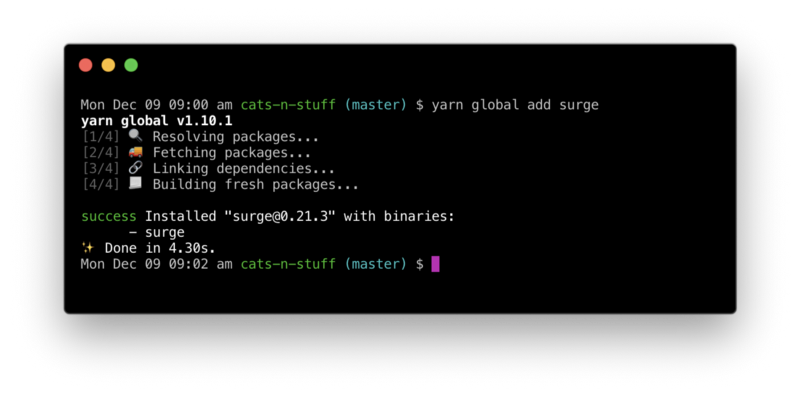 Mon Dec 09 09:00 am cats-n-stuff (master) $ yarn global add surge
yarn global v1.10.1
[1/4] 🔍 Resolving packages...
[2/4] 🚚 Fetching packages...
[3/4] 🔗 Linking dependencies...
[4/4] 📃 Building fresh packages...
success Installed "surge@0.21.3" with binaries:
- surge
✨ Done in 4.30s.
Mon Dec 09 09:02 am cats-n-stuff (master) $